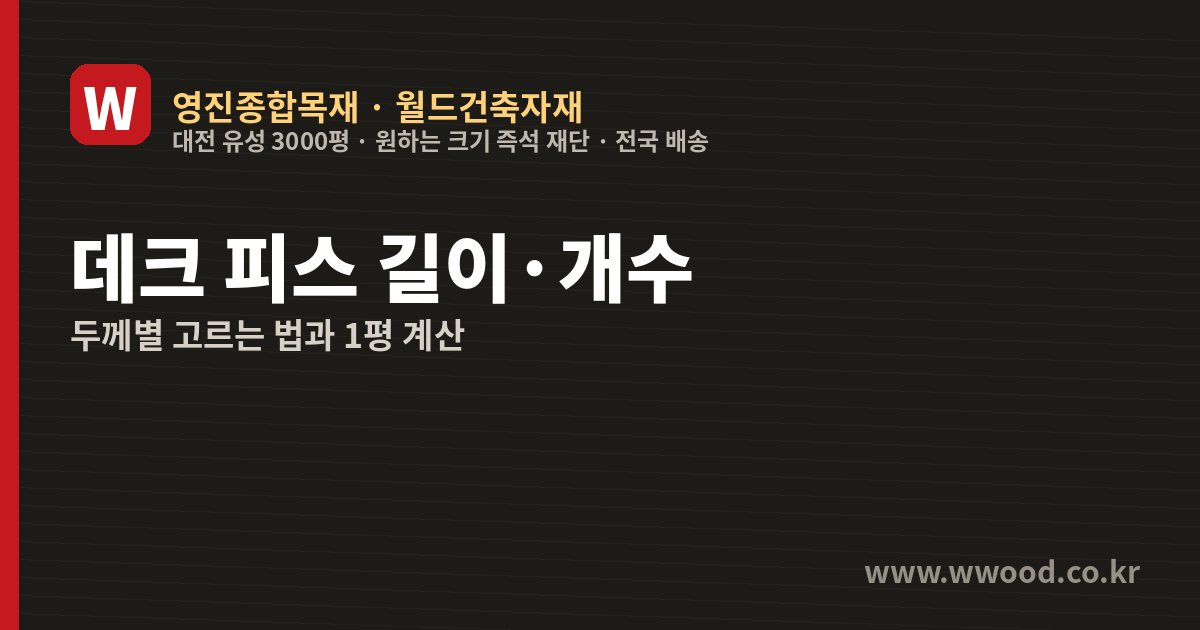 W
영진종합목재 · 월드건축자재
대전 유성 3000평 · 원하는 크기 즉석 재단 · 전국 배송
데크 피스 길이·개수
두께별 고르는 법과 1평 계산
www.wwood.co.kr